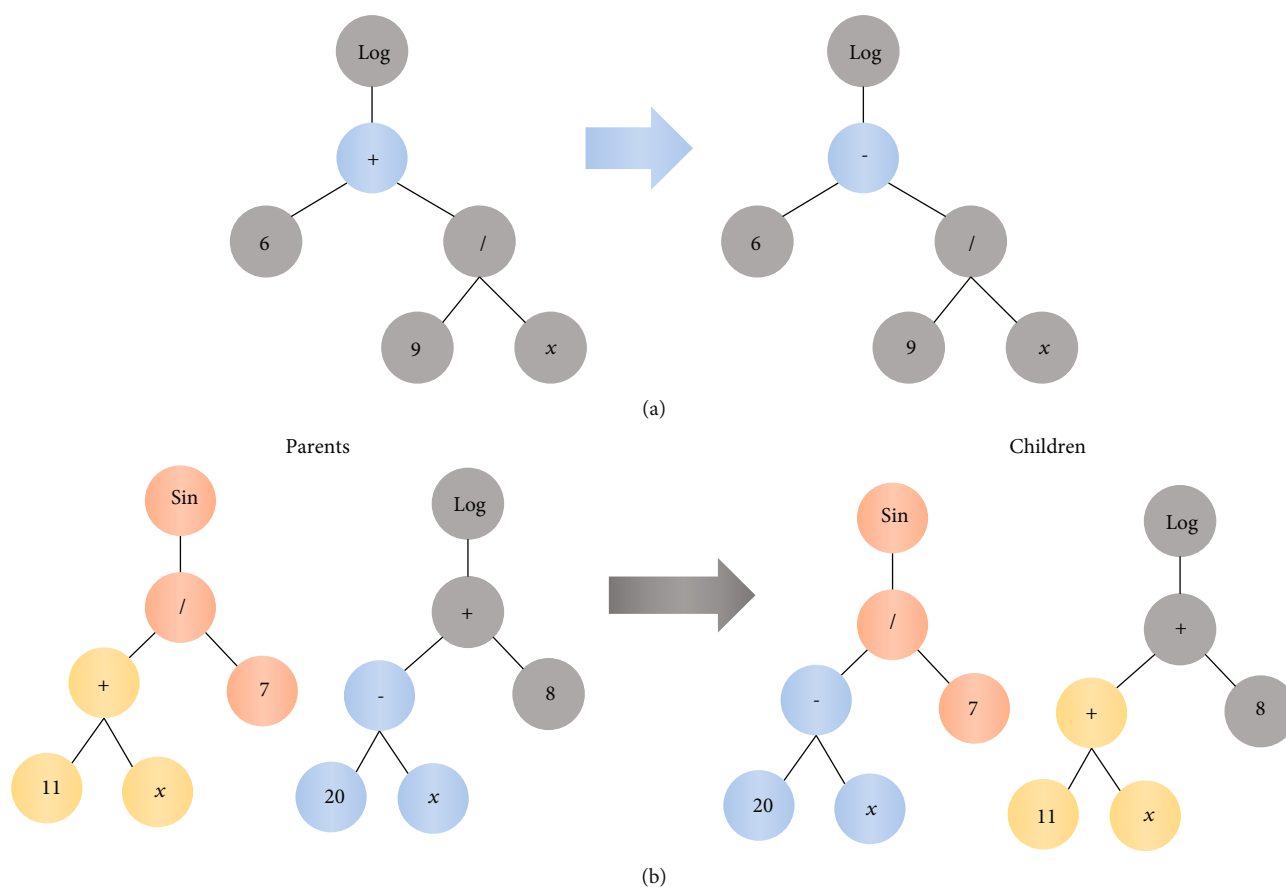 Log Log
+ -
6 / 6 /
9 x 9 x
(a)
Parents Children
Sin Log Sin Log
/ + / +
+ 7 - 8 - 7 + 8
11 x 20 x 20 x 11 x
(b)